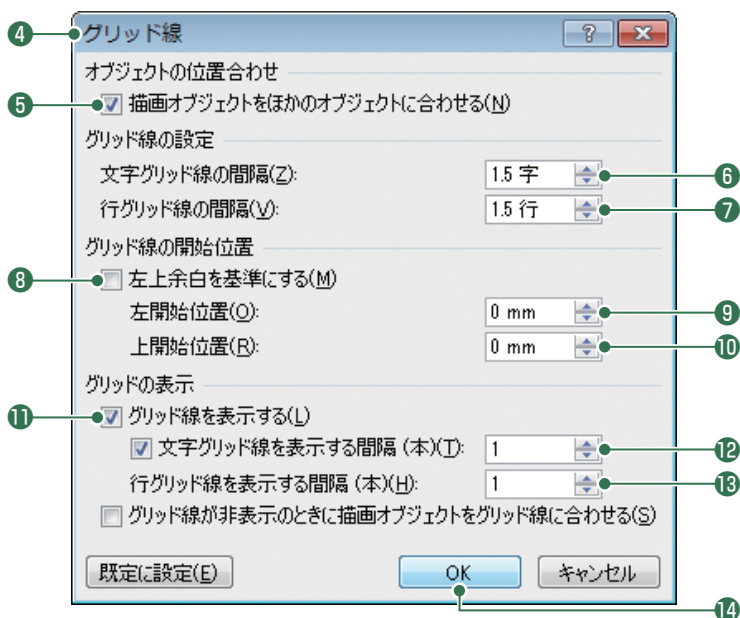 ❹ グリッド線 ?
オブジェクトの位置合わせ
❺ 描画オブジェクトをほかのオブジェクトに合わせる(N)
グリッド線の設定
文字グリッド線の間隔(Z): 1.5 字 ❻
行グリッド線の間隔(V): 1.5 行 ❼
グリッド線の開始位置
❽ 左上余白を基準にする(M)
左開始位置(O): 0 mm ❾
上開始位置(R): 0 mm ❿
グリッドの表示
⓫ グリッド線を表示する(L)
文字グリッド線を表示する間隔 (本)(T): 1 ⓬
行グリッド線を表示する間隔 (本)(H): 1 ⓭
グリッド線が非表示のときに描画オブジェクトをグリッド線に合わせる(S)
既定に設定(E) OK キャンセル
⓮